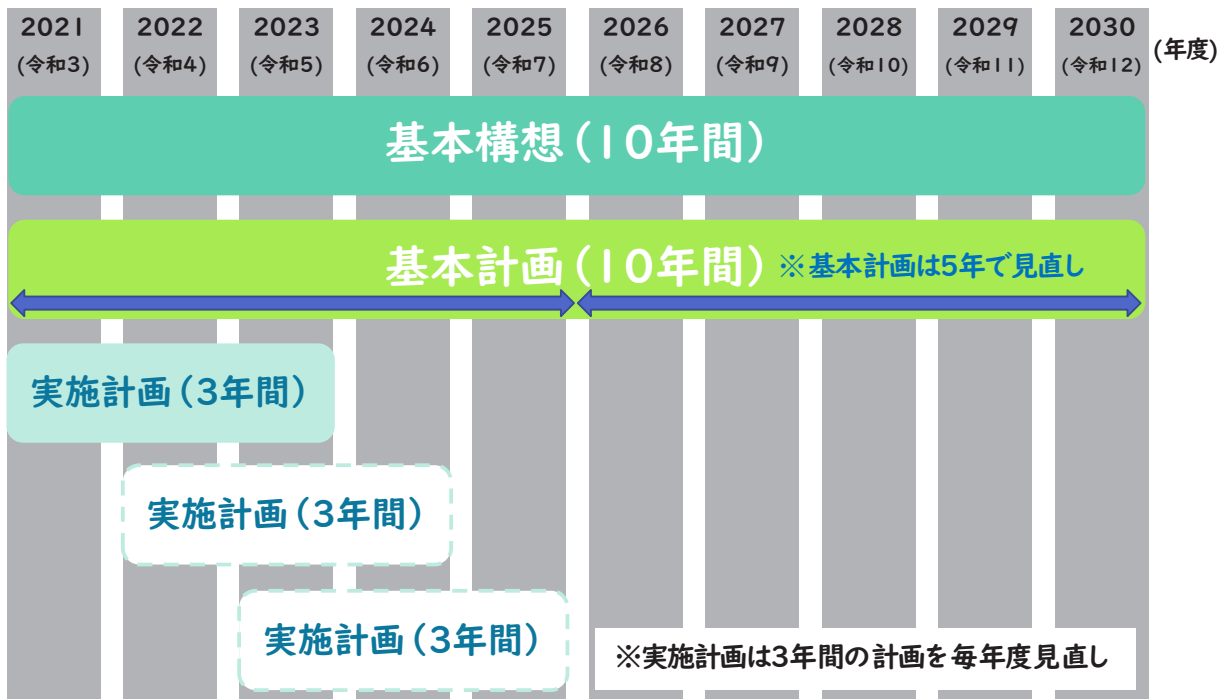 2021 2022 2023 2024 2025 2026 2027 2028 2029 2030
(令和3) (令和4) (令和5) (令和6) (令和7) (令和8) (令和9) (令和10) (令和11) (令和12) (年度)
基本構想(10年間)
基本計画(10年間) ※基本計画は5年で見直し
実施計画(3年間)
実施計画(3年間)
実施計画(3年間)
※実施計画は3年間の計画を毎年度見直し